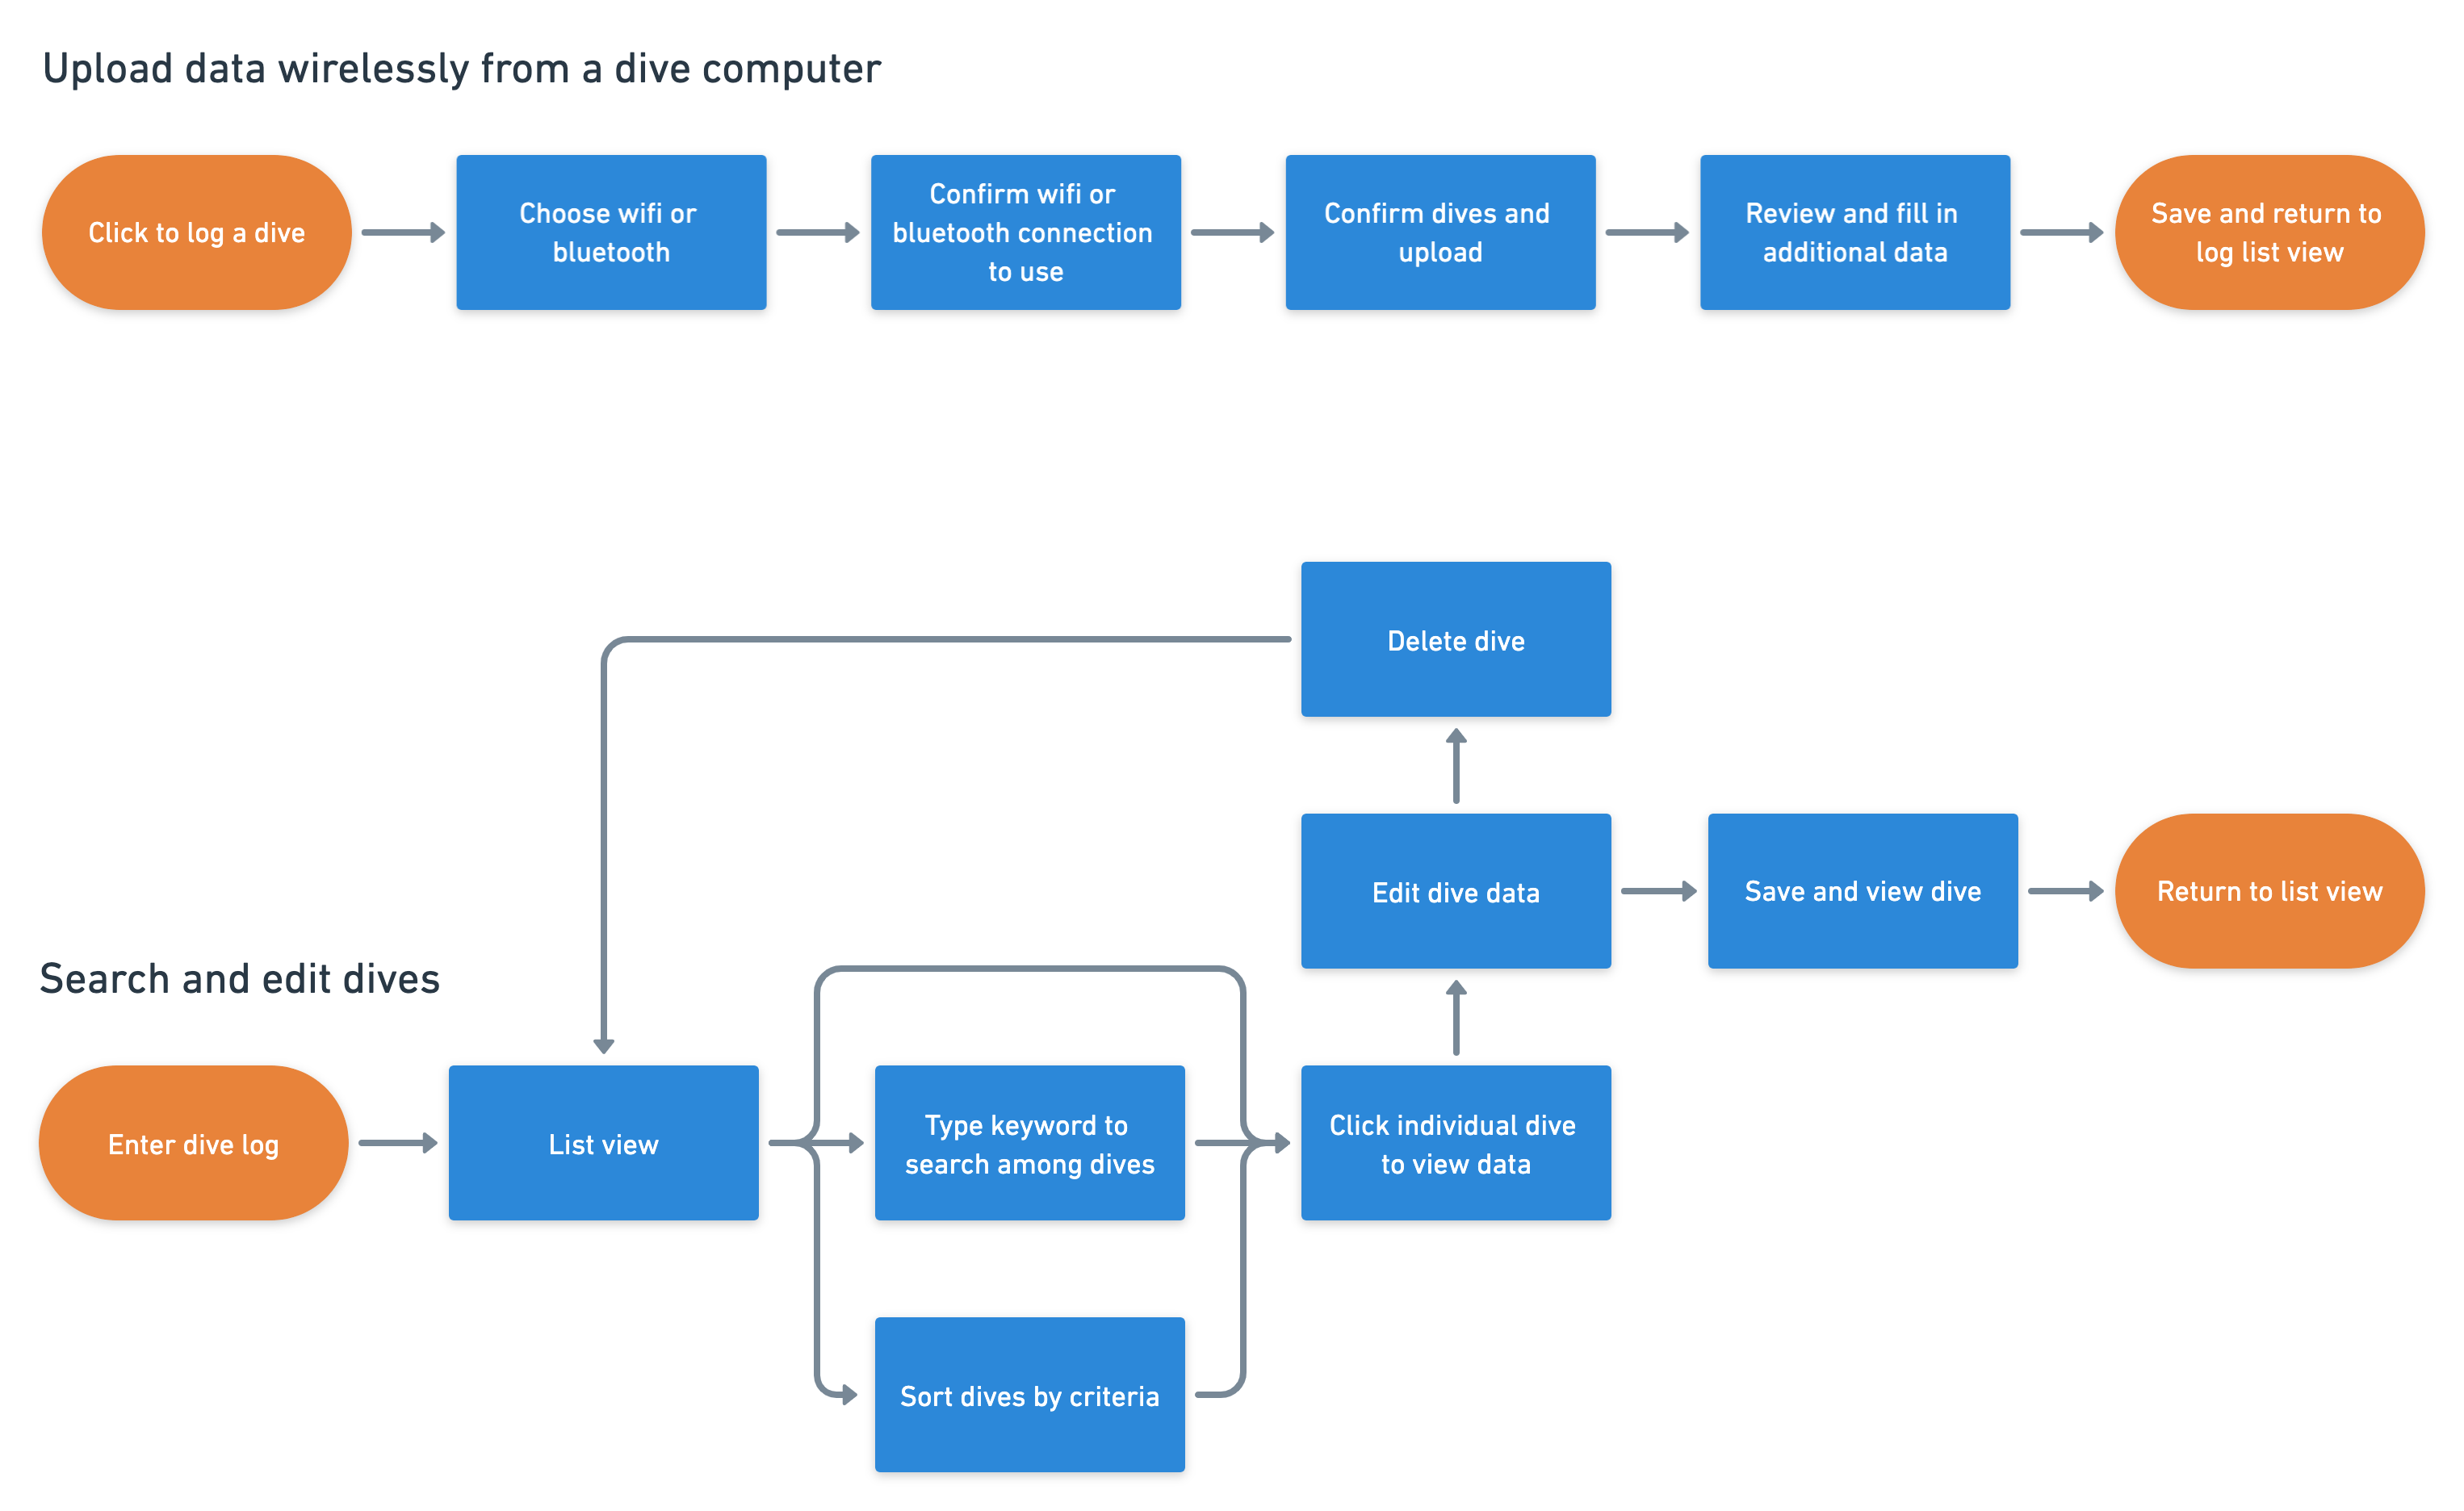 Upload data wirelessly from a dive computer
Click to log a dive
Choose wifi or
bluetooth
Confirm wifi or
bluetooth connection
to use
Confirm dives and
upload
Review and fill in
additional data
Save and return to
log list view
Delete dive
Edit dive data
Save and view dive
Return to list view
Search and edit dives
Enter dive log
List view
Type keyword to
search among dives
Click individual dive
to view data
Sort dives by criteria